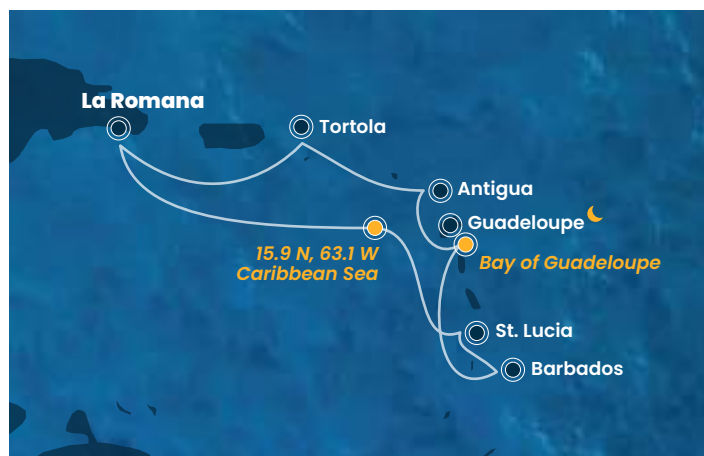 La Romana
Tortola
Antigua
Guadeloupe
15.9 N, 63.1 W
Caribbean Sea
Bay of Guadeloupe
St. Lucia
Barbados